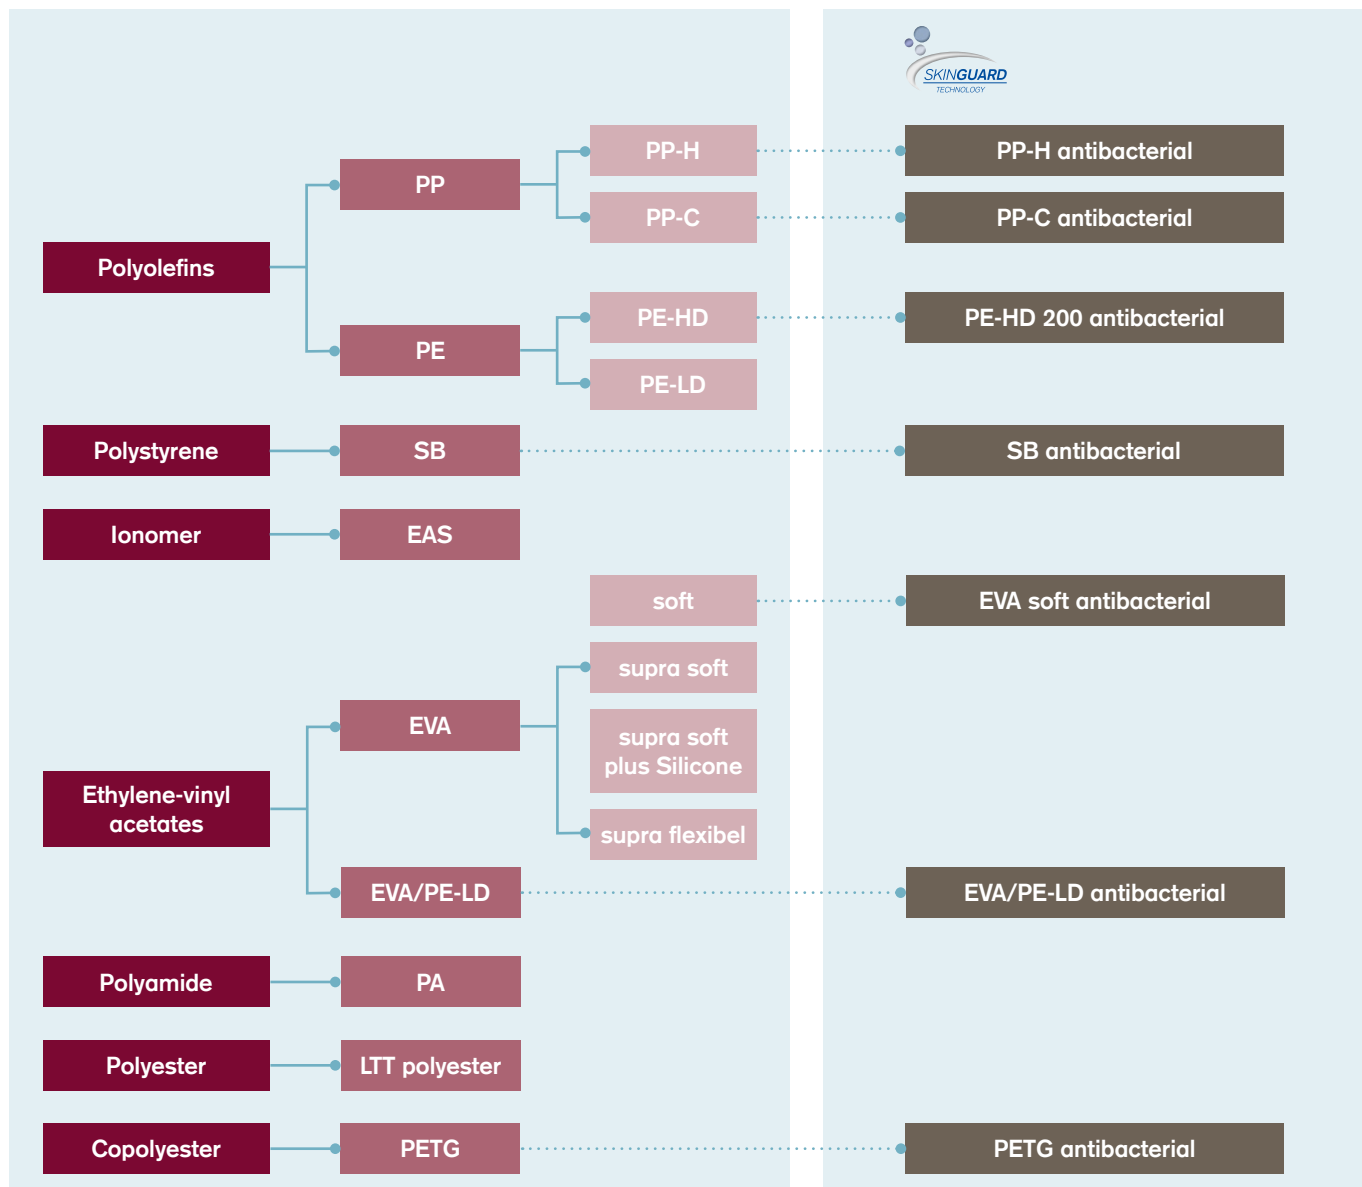 SKINGUARD
TECHNOLOGY
PP-H
PP-H antibacterial
PP
PP-C
PP-C antibacterial
Polyolefins
PE-HD
PE-HD 200 antibacterial
PE
PE-LD
Polystyrene
SB
SB antibacterial
Ionomer
EAS
soft
EVA soft antibacterial
supra soft
EVA
supra soft
plus Silicone
Ethylene-vinyl
acetates
supra flexibel
EVA/PE-LD
EVA/PE-LD antibacterial
Polyamide
PA
Polyester
LTT polyester
Copolyester
PETG
PETG antibacterial